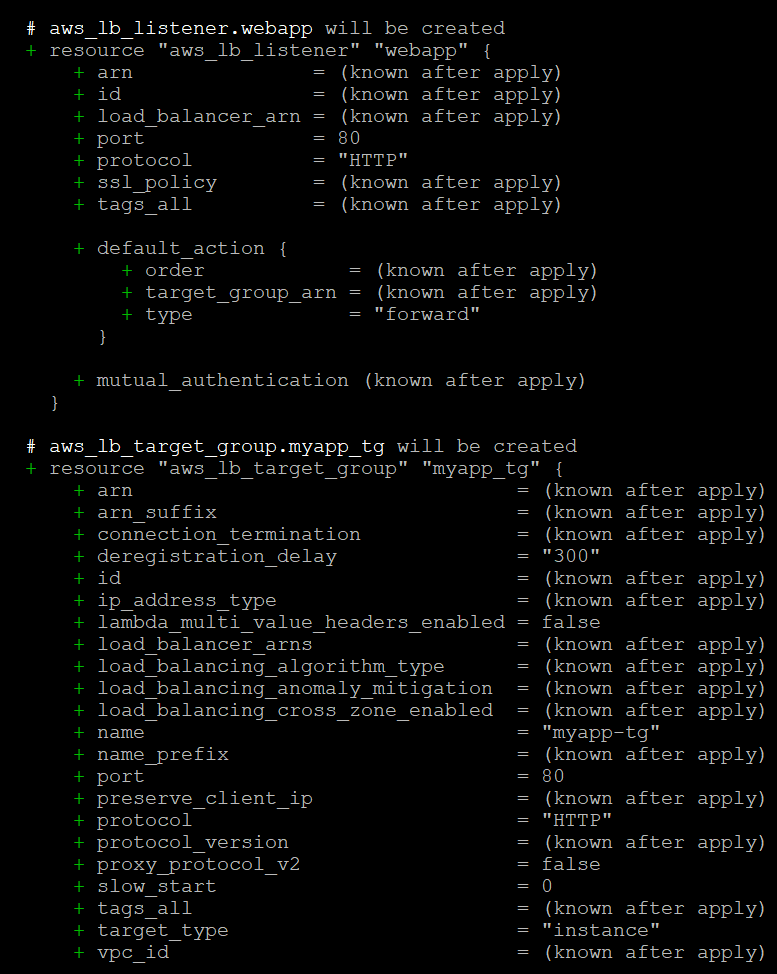 # aws_lb_listener.webapp will be created
+ resource "aws_lb_listener" "webapp" {
    + arn               = (known after apply)
    + id                = (known after apply)
    + load_balancer_arn = (known after apply)
    + port              = 80
    + protocol          = "HTTP"
    + ssl_policy        = (known after apply)
    + tags_all          = (known after apply)

    + default_action {
        + order            = (known after apply)
        + target_group_arn = (known after apply)
        + type             = "forward"
      }

    + mutual_authentication (known after apply)
  }

# aws_lb_target_group.myapp_tg will be created
+ resource "aws_lb_target_group" "myapp_tg" {
    + arn                                = (known after apply)
    + arn_suffix                         = (known after apply)
    + connection_termination             = (known after apply)
    + deregistration_delay               = "300"
    + id                                 = (known after apply)
    + ip_address_type                    = (known after apply)
    + lambda_multi_value_headers_enabled = false
    + load_balancer_arns                 = (known after apply)
    + load_balancing_algorithm_type      = (known after apply)
    + load_balancing_anomaly_mitigation  = (known after apply)
    + load_balancing_cross_zone_enabled  = (known after apply)
    + name                               = "myapp-tg"
    + name_prefix                        = (known after apply)
    + port                               = 80
    + preserve_client_ip                 = (known after apply)
    + protocol                           = "HTTP"
    + protocol_version                   = (known after apply)
    + proxy_protocol_v2                  = false
    + slow_start                         = 0
    + tags_all                           = (known after apply)
    + target_type                        = "instance"
    + vpc_id                             = (known after apply)